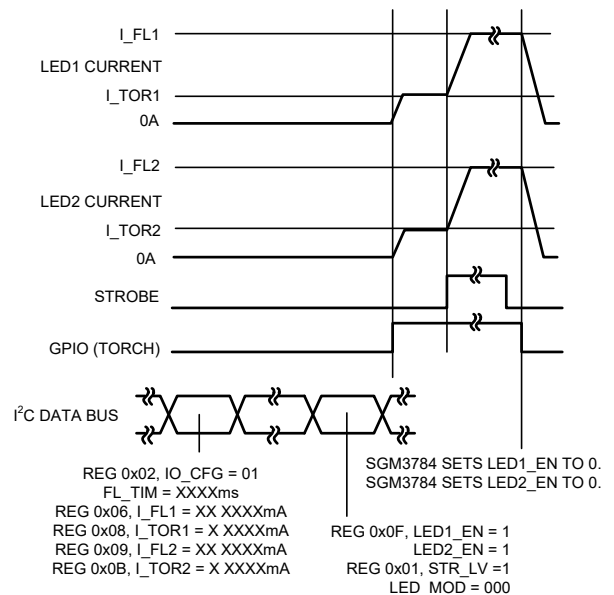 I_FL1
LED1 CURRENT
I_TOR1
0A
I_FL2
LED2 CURRENT
I_TOR2
0A
STROBE
GPIO (TORCH)
I²C DATA BUS
REG 0x02, IO_CFG = 01
FL_TIM = XXXXms
REG 0x06, I_FL1 = XX XXXXmA
REG 0x08, I_TOR1 = X XXXXmA
REG 0x09, I_FL2 = XX XXXXmA
REG 0x0B, I_TOR2 = X XXXXmA
SGM3784 SETS LED1_EN TO 0.
SGM3784 SETS LED2_EN TO 0.
REG 0x0F, LED1_EN = 1
LED2_EN = 1
REG 0x01, STR_LV =1
LED_MOD = 000